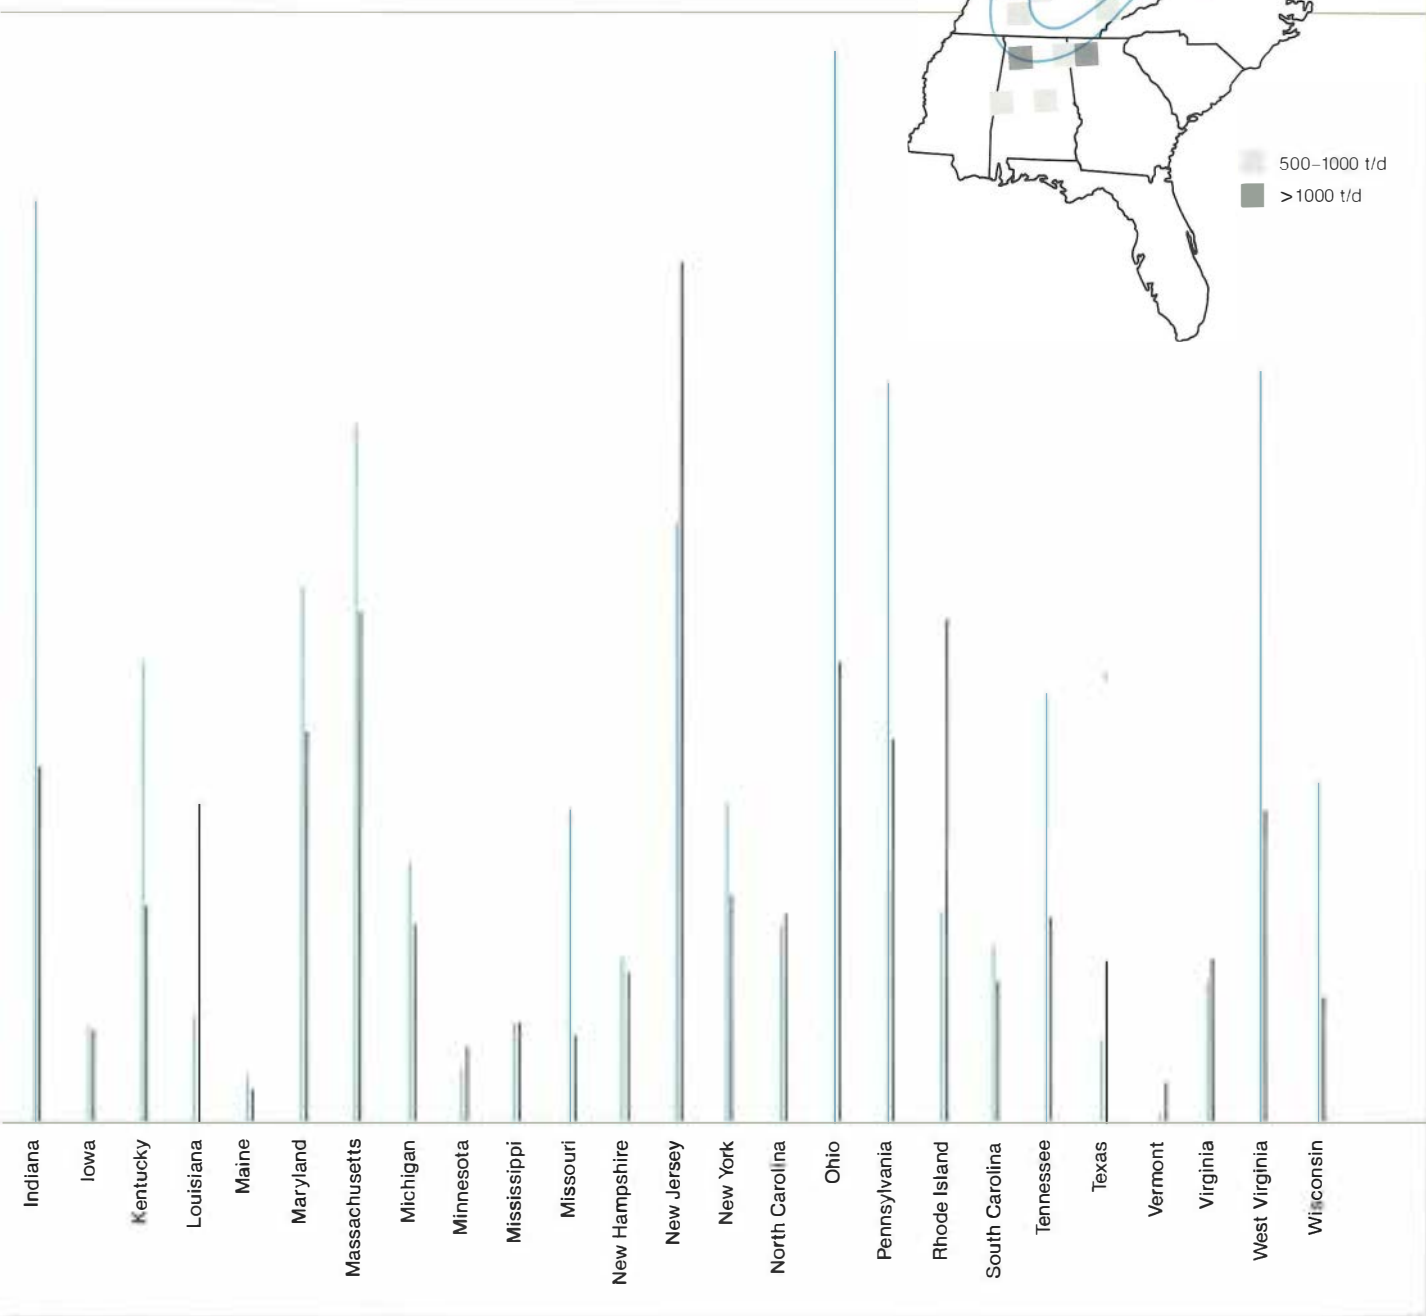 500–1000 t/d
>1000 t/d
Indiana
Iowa
Kentucky
Louisiana
Maine
Maryland
Massachusetts
Michigan
Minnesota
Mississippi
Missouri
New Hampshire
New Jersey
New York
North Carolina
Ohio
Pennsylvania
Rhode Island
South Carolina
Tennessee
Texas
Vermont
Virginia
West Virginia
Wisconsin